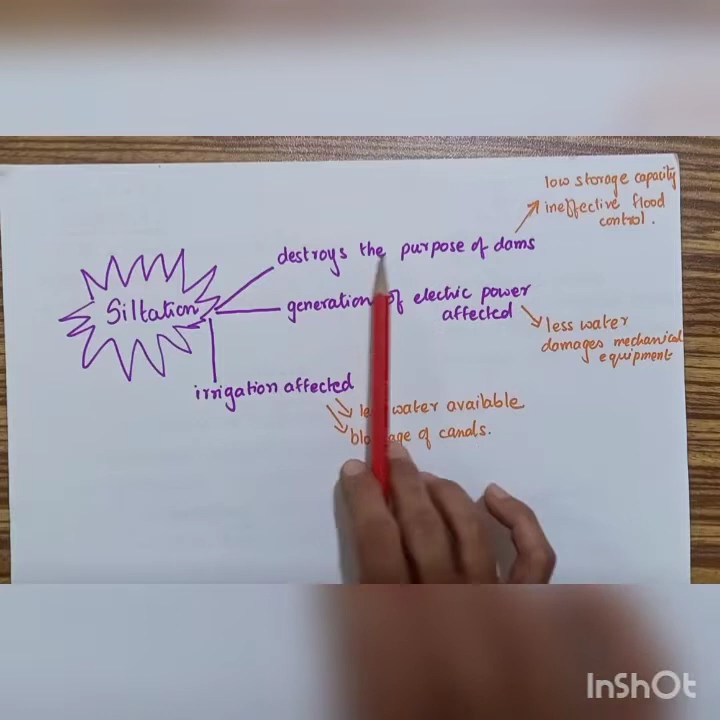 low storage capacity
ineffective flood
control.
destroys the purpose of dams
Siltation
generation of electric power
affected
less water
damages mechanical
equipment
irrigation affected
water available
of canals.
InShOt